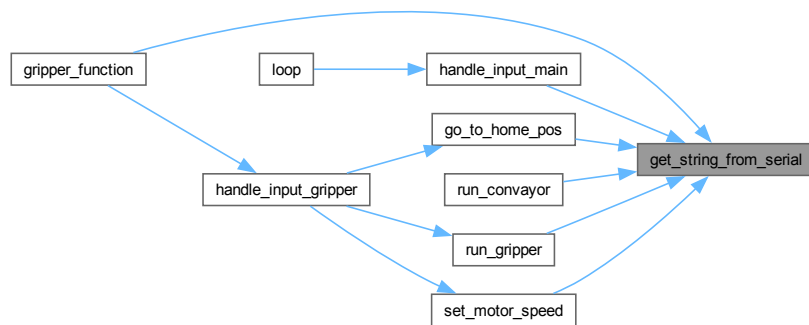 gripper_function
loop
handle_input_main
go_to_home_pos
get_string_from_serial
handle_input_gripper
run_convayor
run_gripper
set_motor_speed